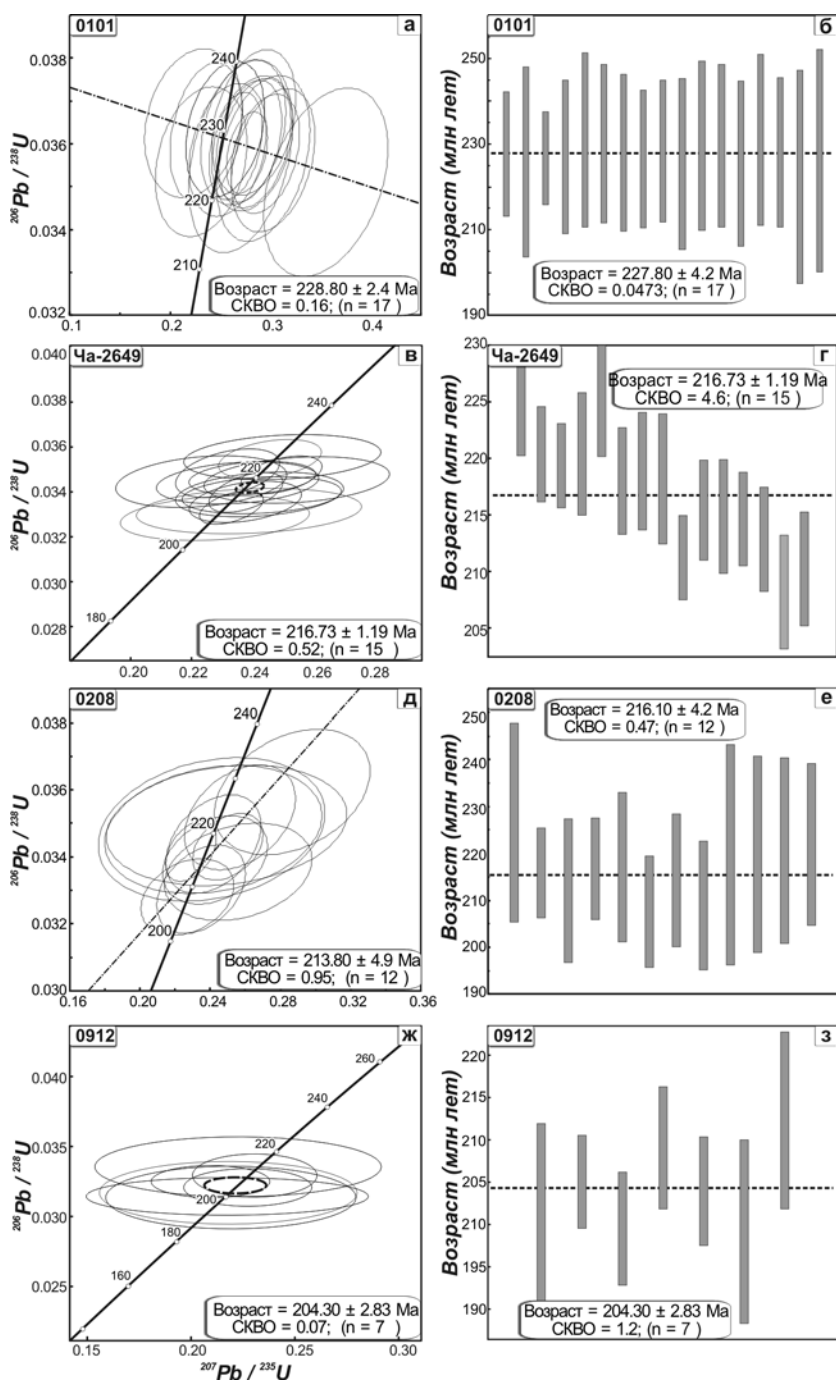 0101
а
0.038
0.036
0.034
0.032
206Pb / 238U
240
230
220
210
Возраст = 228.80 ± 2.4 Ma
СКВО = 0.16; (n = 17 )
0.1
0.2
0.3
0.4
0101
б
250
230
210
190
Возраст (млн лет)
227.80 ± 4.2 Ma
СКВО = 0.0473; (n = 17 )
Ча-2649
в
0.040
0.038
0.036
0.034
0.032
0.030
0.028
206Pb / 238U
240
220
200
180
Возраст = 216.73 ± 1.19 Ma
СКВО = 0.52; (n = 15 )
0.20
0.22
0.24
0.26
0.28
Ча-2649
г
230
225
220
215
210
205
Возраст (млн лет)
Возраст = 216.73 ± 1.19 Ma
СКВО = 4.6; (n = 15 )
0208
д
0.038
0.036
0.034
0.032
0.030
206Pb / 238U
240
220
200
Возраст = 213.80 ± 4.9 Ma
СКВО = 0.95; (n = 12 )
0.16
0.20
0.24
0.28
0.32
0.36
0208
е
250
240
230
220
210
200
190
Возраст (млн лет)
Возраст = 216.10 ± 4.2 Ma
СКВО = 0.47; (n = 12 )
0912
ж
0.040
0.035
0.030
0.025
206Pb / 238U
260
240
220
200
180
160
Возраст = 204.30 ± 2.83 Ma
СКВО = 0.07; (n = 7 )
0.15
0.20
0.25
0.30
207Pb / 235U
0912
з
220
215
210
205
200
195
190
Возраст (млн лет)
Возраст = 204.30 ± 2.83 Ma
СКВО = 1.2; (n = 7 )